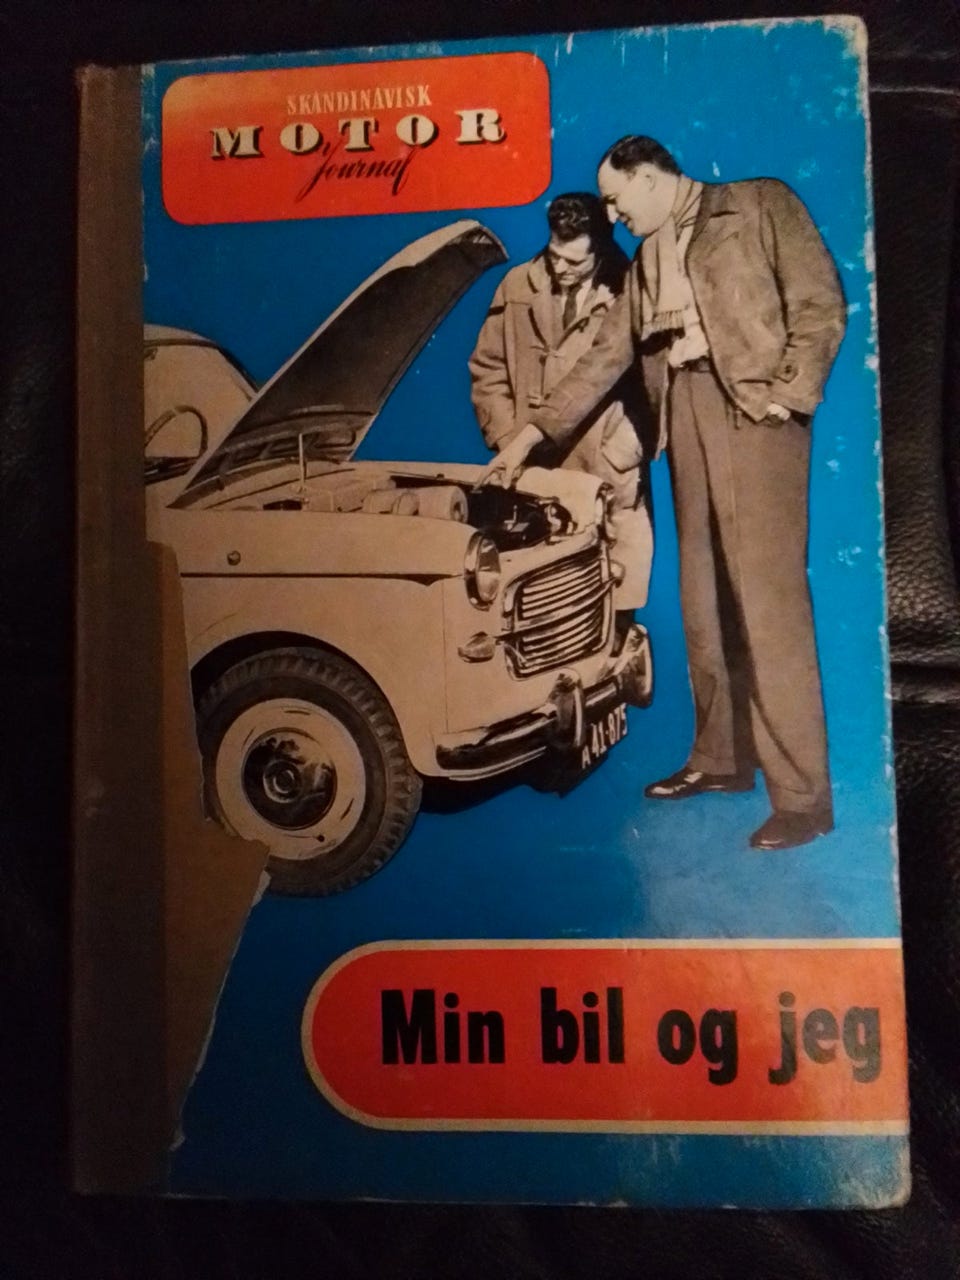 SKANDINAVISK
MOTOR
Journal
A 41-875
Min bil og jeg